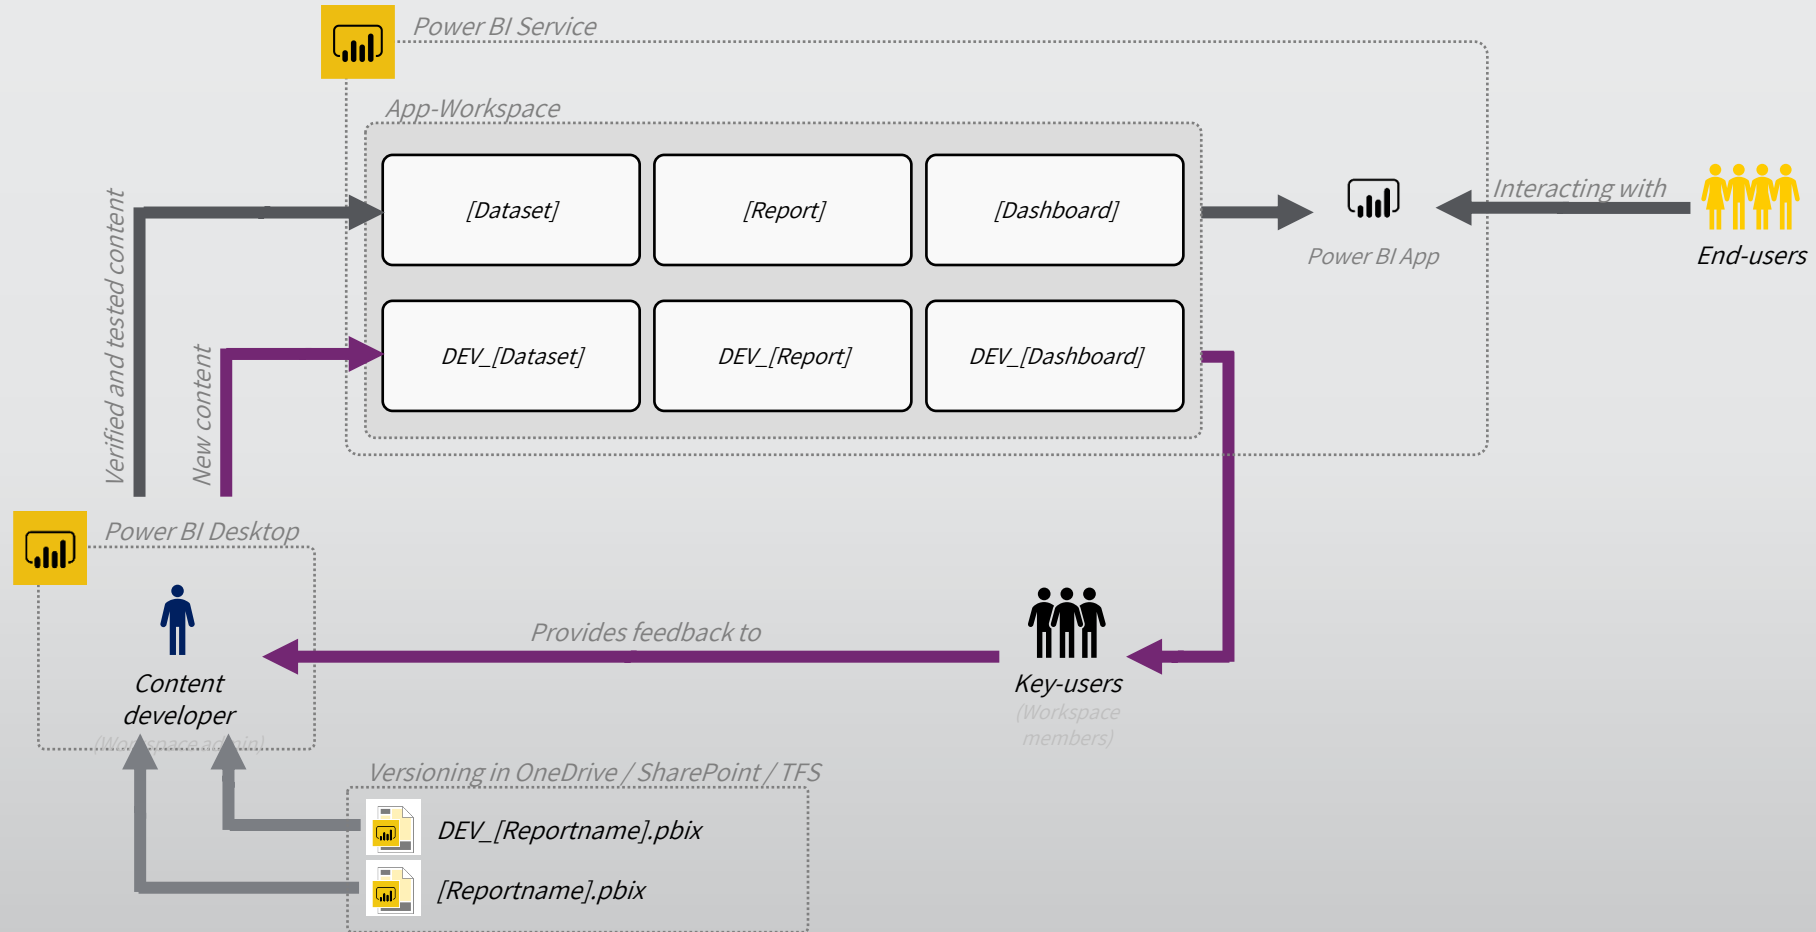 Power BI Service
App-Workspace
[Dataset]
[Report]
[Dashboard]
Interacting with
Power BI App
End-users
DEV_[Dataset]
DEV_[Report]
DEV_[Dashboard]
Verified and tested content
New content
Power BI Desktop
Content
developer
(Workspace admin)
Provides feedback to
Key-users
(Workspace
members)
Versioning in OneDrive / SharePoint / TFS
DEV_[Reportname].pbix
[Reportname].pbix